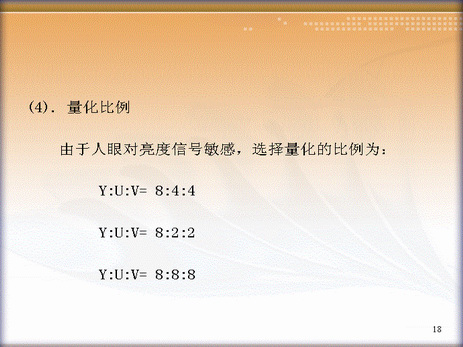 (4). 量化比例
由于人眼对亮度信号敏感，选择量化的比例为：
Y:U:V= 8:4:4
Y:U:V= 8:2:2
Y:U:V= 8:8:8
18